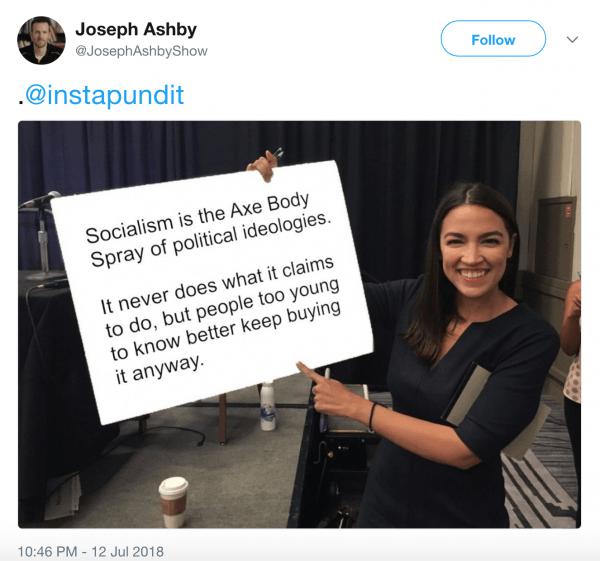 Joseph Ashby
@JosephAshbyShow
Follow
.@instapundit
Socialism is the Axe Body
Spray of political ideologies.
It never does what it claims
to do, but people too young
to know better keep buying
it anyway.
10:46 PM - 12 Jul 2018